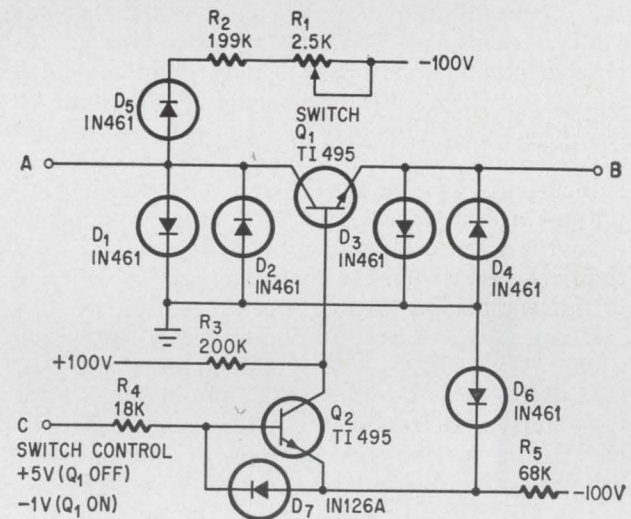 R2
199K
R1
2.5K
-100V
D5
IN461
SWITCH
Q1
TI 495
A
B
D1
IN461
D2
IN461
D3
IN461
D4
IN461
R3
200K
+100V
R4
18K
C
SWITCH CONTROL
+5V (Q1 OFF)
-1V (Q1 ON)
Q2
TI 495
D6
IN461
R5
68K
-100V
D7
IN126A